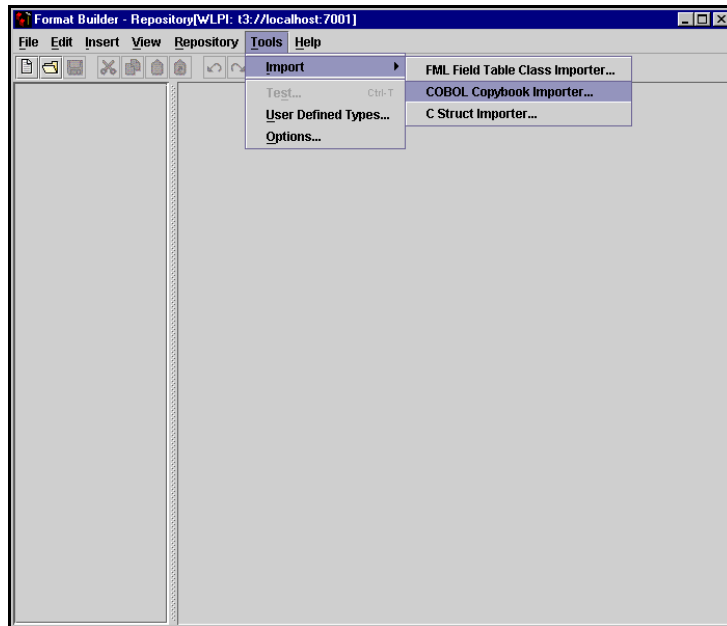 Format Builder - Repository[WLPI: t3://localhost:7001]
File Edit Insert View Repository Tools Help
Import
FML Field Table Class Importer...
COBOL Copybook Importer...
C Struct Importer...
Test... Ctrl-T
User Defined Types...
Options...